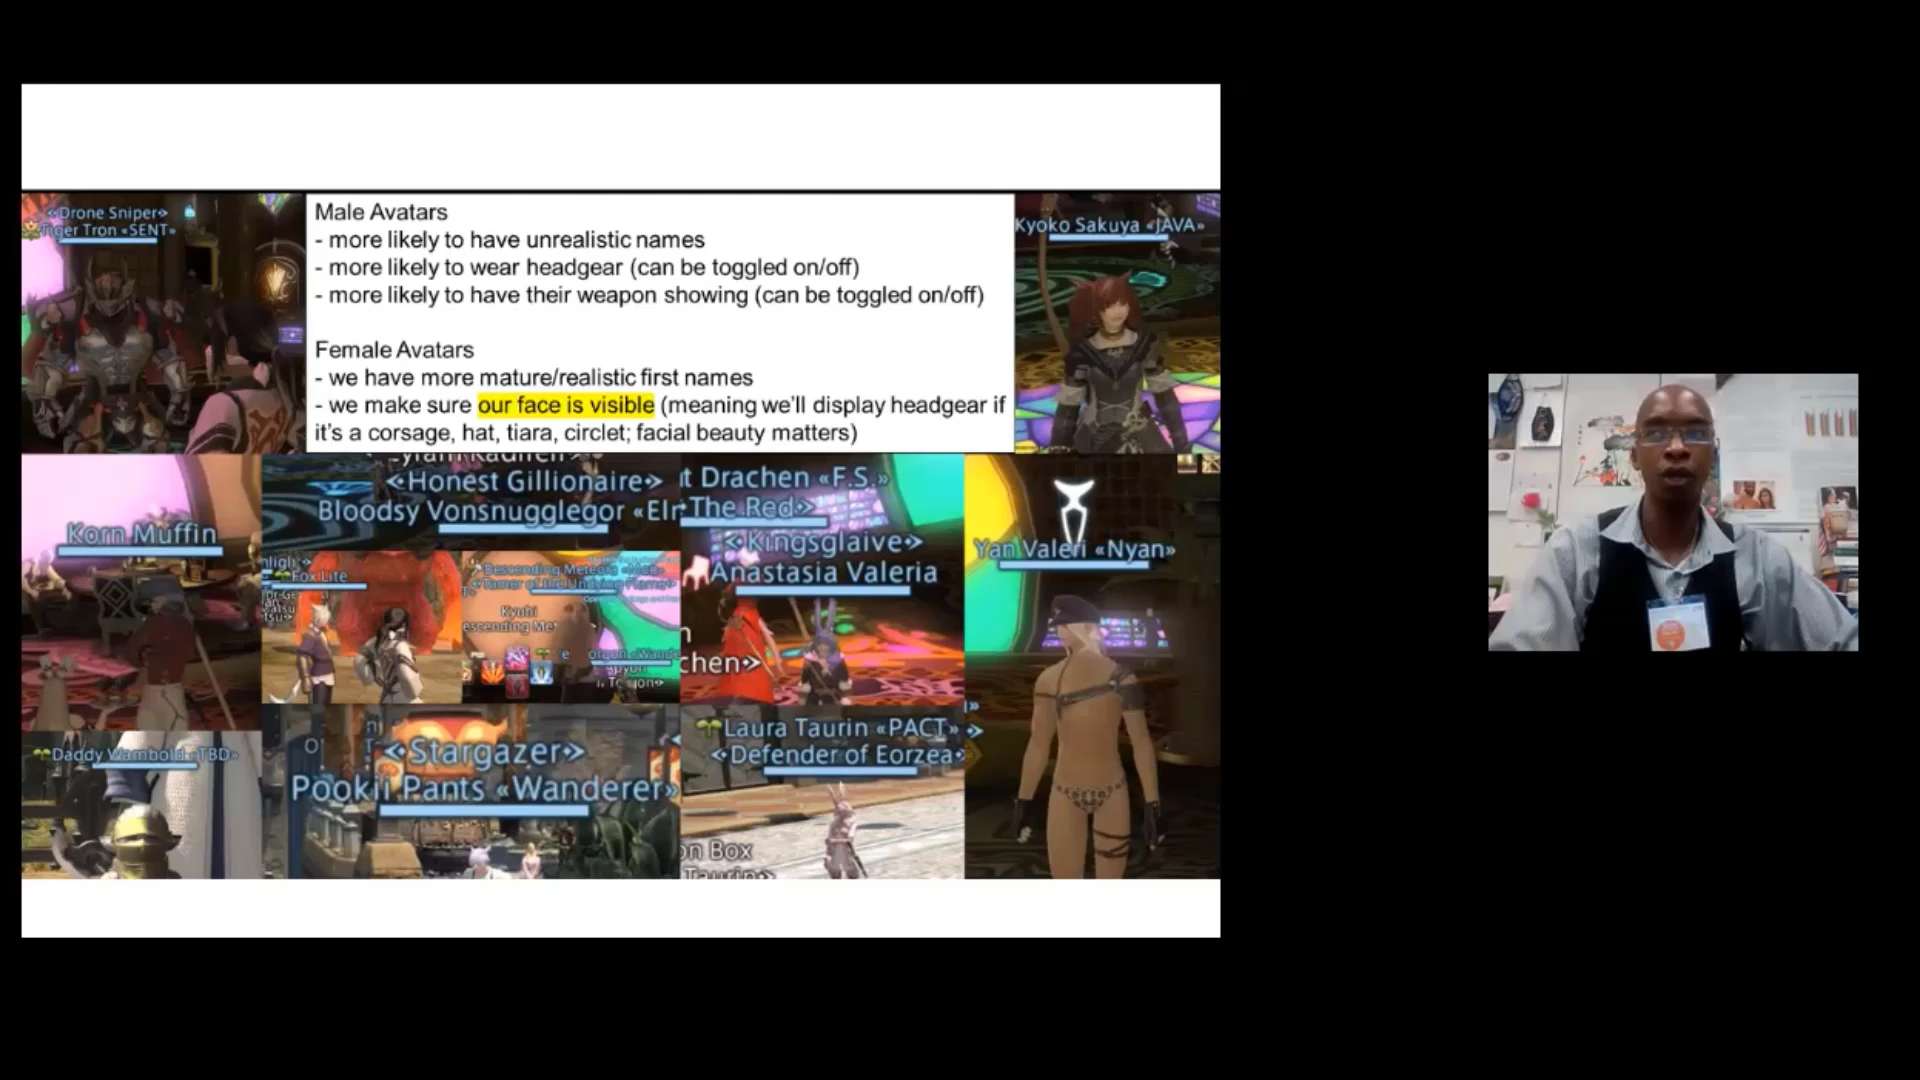 «Drone Sniper»
Tiger Tron «SENT»
Male Avatars
- more likely to have unrealistic names
- more likely to wear headgear (can be toggled on/off)
- more likely to have their weapon showing (can be toggled on/off)
Female Avatars
- we have more mature/realistic first names
- we make sure our face is visible (meaning we'll display headgear if
it's a corsage, hat, tiara, circlet; facial beauty matters)
Kyoko Sakuya «JAVA»
Korn Muffin
«Honest Gillionaire»
Bloodsy Vonsnugglegor
Fox Lite
Kyubi
t Drachen «F.S.»
The Red»
«Kingsglaive»
Anastasia Valeria
chen»
Yan Valeri «Nyan»
Daddy Wambold «TBD»
«Stargazer»
Pookii Pants «Wanderer»
Laura Taurin «PACT»
«Defender of Eorzea»
on Box
Taurin»